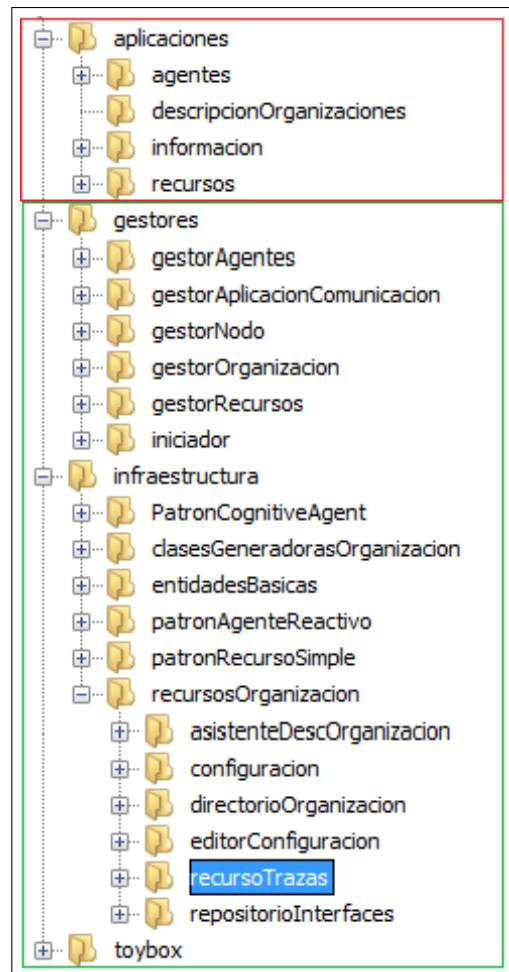 aplicaciones
agentes
descripcionOrganizaciones
informacion
recursos
gestores
gestorAgentes
gestorAplicacionComunicacion
gestorNodo
gestorOrganizacion
gestorRecursos
iniciador
infraestructura
PatronCognitiveAgent
clasesGeneradorasOrganizacion
entidadesBasicas
patronAgenteReactivo
patronRecursoSimple
recursosOrganizacion
asistenteDescOrganizacion
configuracion
directorioOrganizacion
editorConfiguracion
recursoTrazas
repositorioInterfaces
toybox